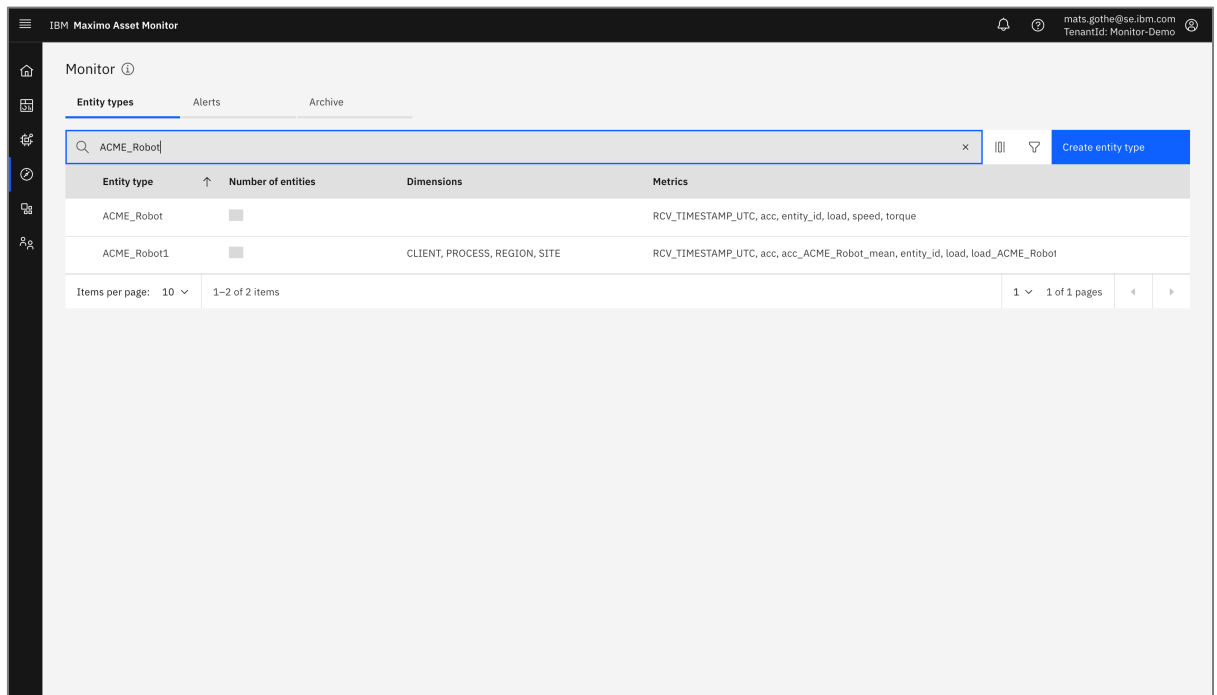 IBM Maximo Asset Monitor
mats.gothe@se.ibm.com
TenantId: Monitor-Demo
Monitor
Entity types Alerts Archive
ACME_Robot
Create entity type
Entity type Number of entities Dimensions Metrics
ACME_Robot RCV_TIMESTAMP_UTC, acc, entity_id, load, speed, torque
ACME_Robot1 CLIENT, PROCESS, REGION, SITE RCV_TIMESTAMP_UTC, acc, acc_ACME_Robot_mean, entity_id, load, load_ACME_Robot
Items per page: 10 1–2 of 2 items 1 1 of 1 pages